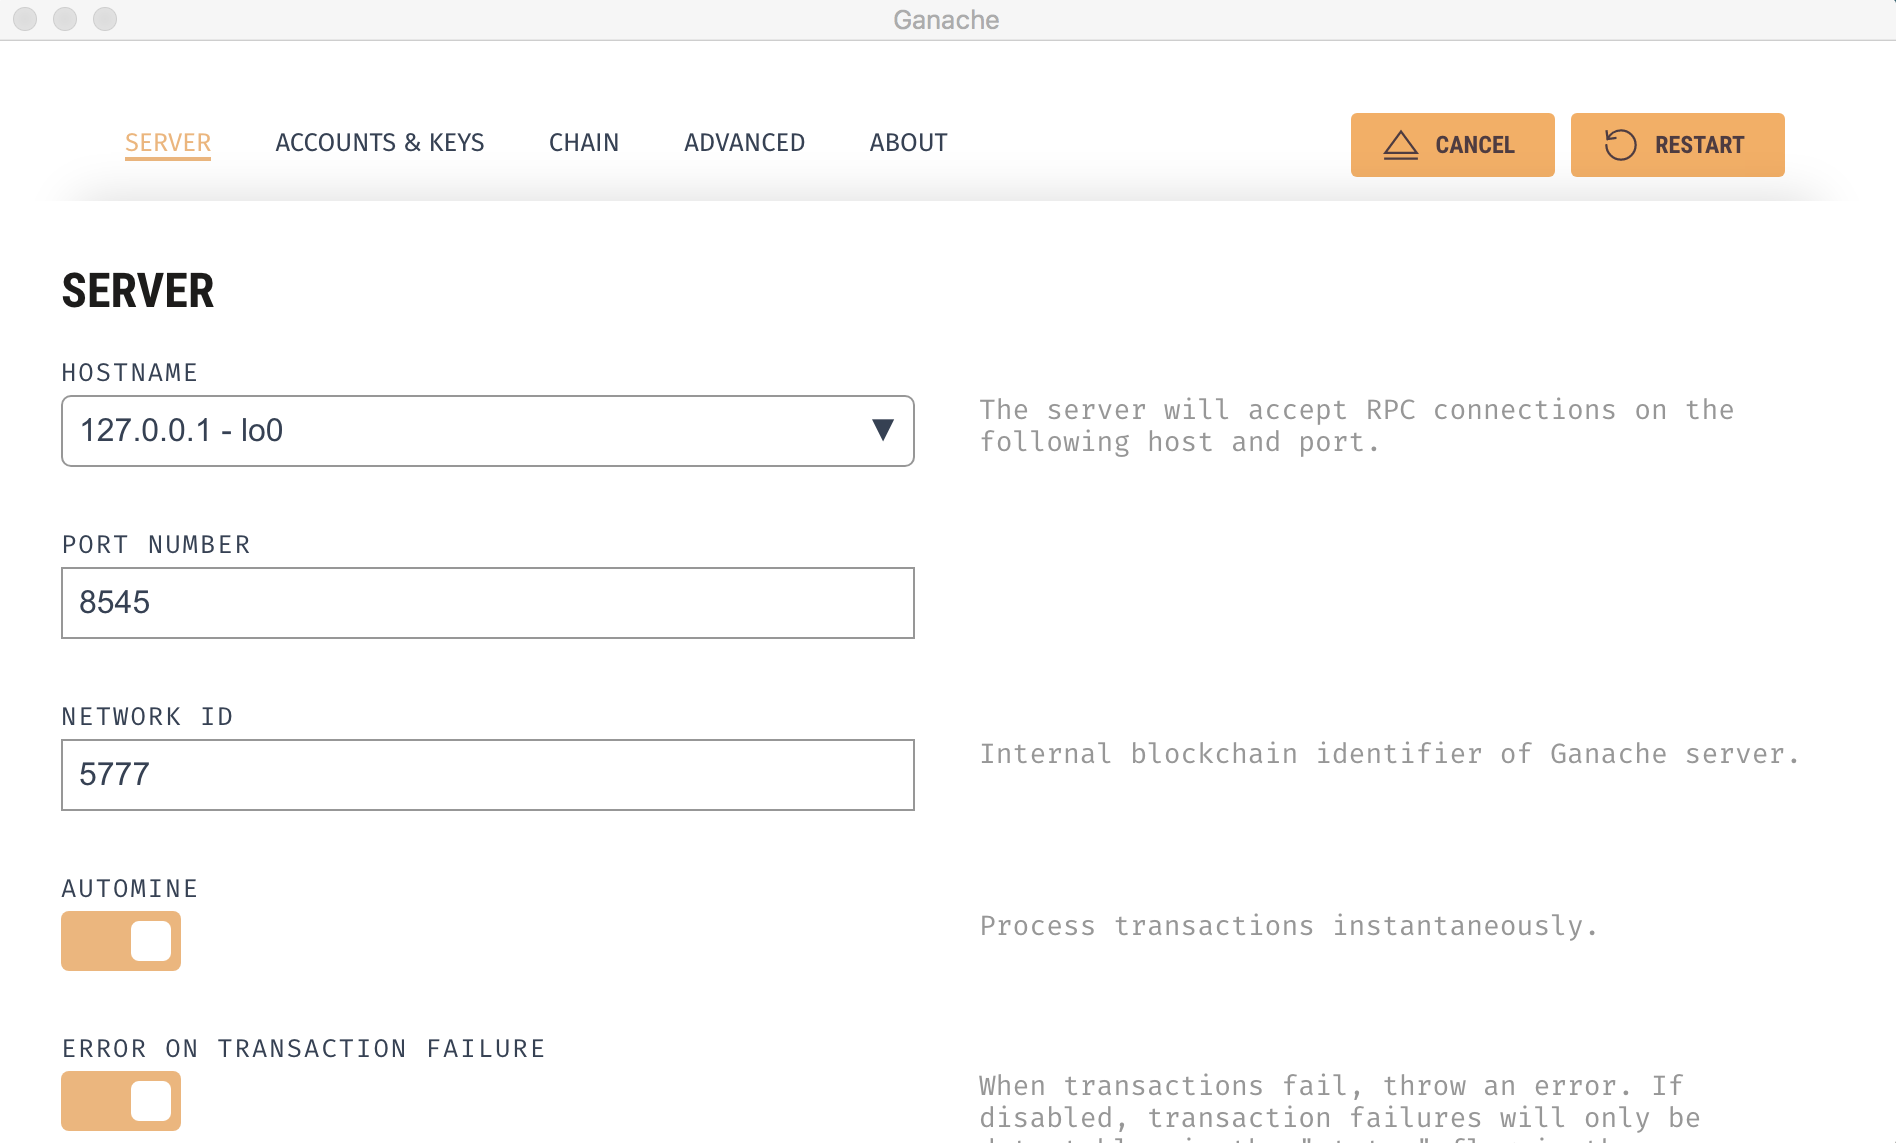 Ganache
SERVER ACCOUNTS & KEYS CHAIN ADVANCED ABOUT CANCEL RESTART
SERVER
HOSTNAME
127.0.0.1 - lo0
The server will accept RPC connections on the
following host and port.
PORT NUMBER
8545
NETWORK ID
5777
Internal blockchain identifier of Ganache server.
AUTOMINE
Process transactions instantaneously.
ERROR ON TRANSACTION FAILURE
When transactions fail, throw an error. If
disabled, transaction failures will only be